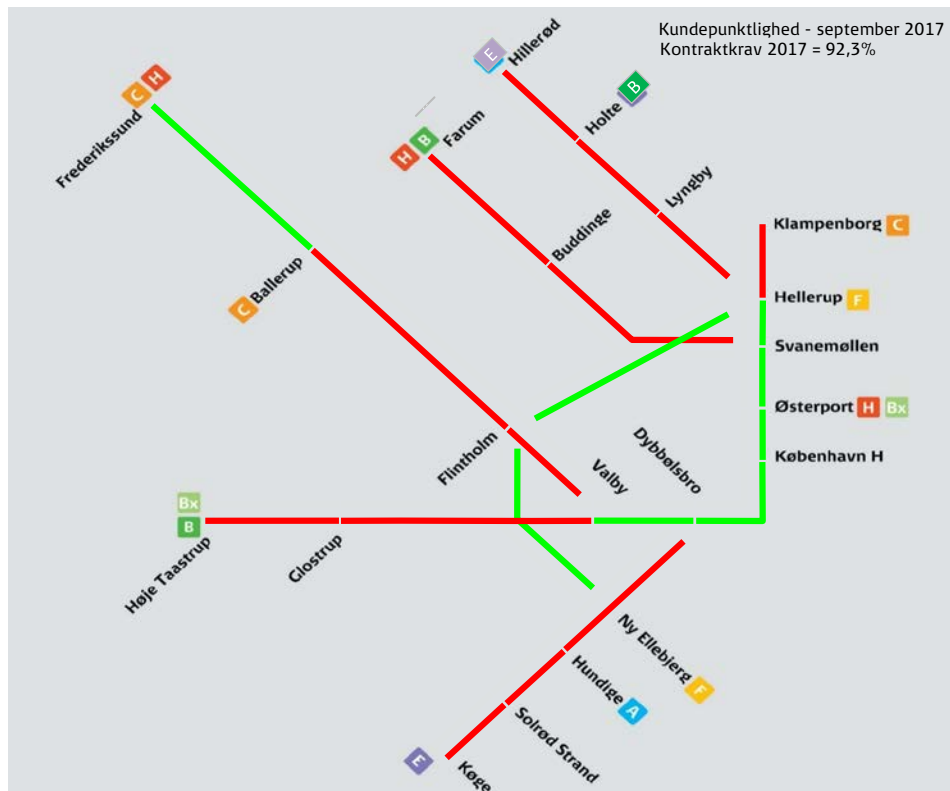 Kundepunktlighed - september 2017
Kontraktkrav 2017 = 92,3%
E
Hillerød
C H
Frederikssund
B
Holte
H B
Farum
Lyngby
Buddinge
Klampenborg C
C
Ballerup
Hellerup F
Svanemøllen
Østerport H Bx
København H
Flintholm
Valby
Dybbølsbro
Bx
B
Høje Taastrup
Glostrup
Ny Ellebjerg
F
Hundige
A
Solrød Strand
E
Køge